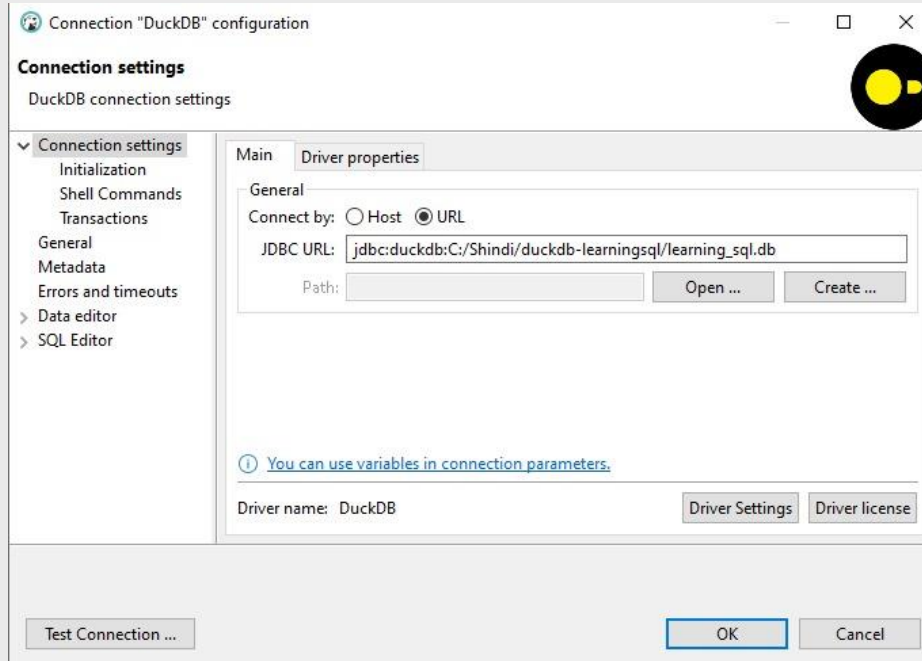 Connection "DuckDB" configuration
Connection settings
DuckDB connection settings
Connection settings
Initialization
Shell Commands
Transactions
General
Metadata
Errors and timeouts
Data editor
SQL Editor
Main Driver properties
General
Connect by: Host URL
JDBC URL: jdbc:duckdb:C:/Shindi/duckdb-learningsql/learning_sql.db
Path: Open ... Create ...
You can use variables in connection parameters.
Driver name: DuckDB Driver Settings Driver license
Test Connection ... OK Cancel